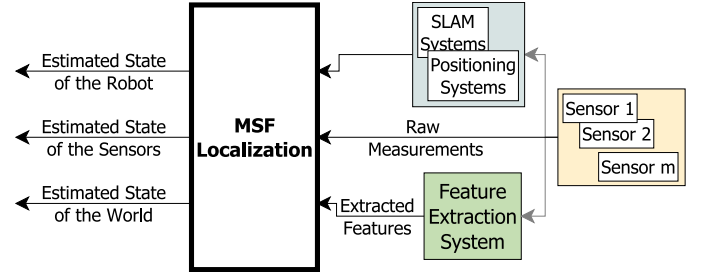 Estimated State
of the Robot
Estimated State
of the Sensors
Estimated State
of the World
MSF
Localization
SLAM
Systems
Positioning
Systems
Raw
Measurements
Extracted
Features
Feature
Extraction
System
Sensor 1
Sensor 2
Sensor m